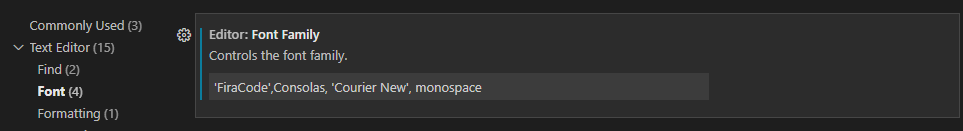 Commonly Used (3)
Text Editor (15)
Find (2)
Font (4)
Formatting (1)
Editor: Font Family
Controls the font family.
'FiraCode',Consolas, 'Courier New', monospace